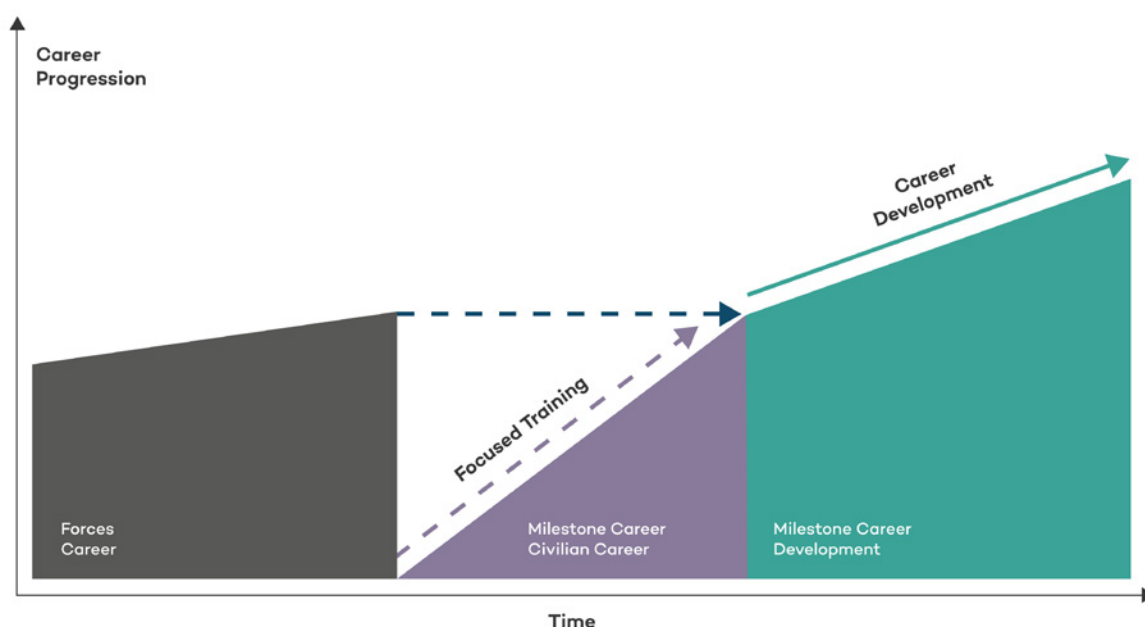 Career
Progression
Career
Development
Focused Training
Forces
Career
Milestone Career
Civilian Career
Milestone Career
Development
Time